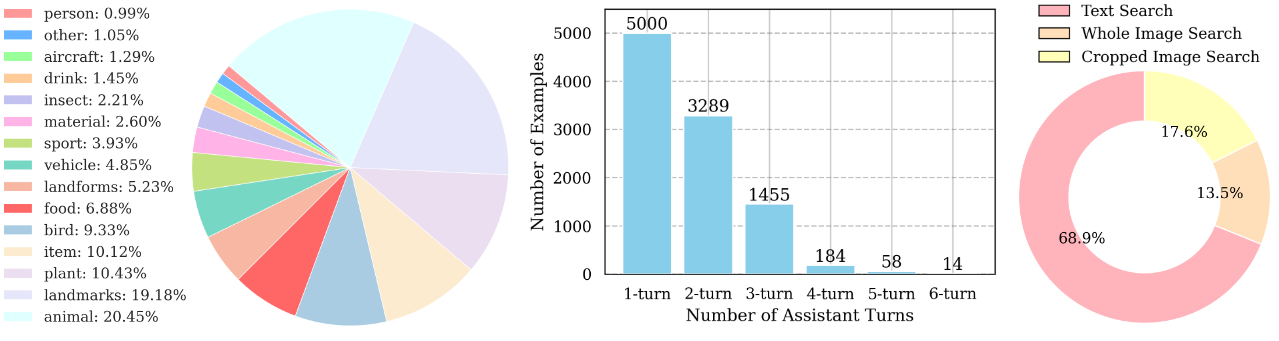 person: 0.99%
other: 1.05%
aircraft: 1.29%
drink: 1.45%
insect: 2.21%
material: 2.60%
sport: 3.93%
vehicle: 4.85%
landforms: 5.23%
food: 6.88%
bird: 9.33%
item: 10.12%
plant: 10.43%
landmarks: 19.18%
animal: 20.45%
Number of Examples
5000
4000
3000
2000
1000
0
5000
3289
1455
184
58
14
1-turn 2-turn 3-turn 4-turn 5-turn 6-turn
Number of Assistant Turns
Text Search
Whole Image Search
Cropped Image Search
17.6%
13.5%
68.9%